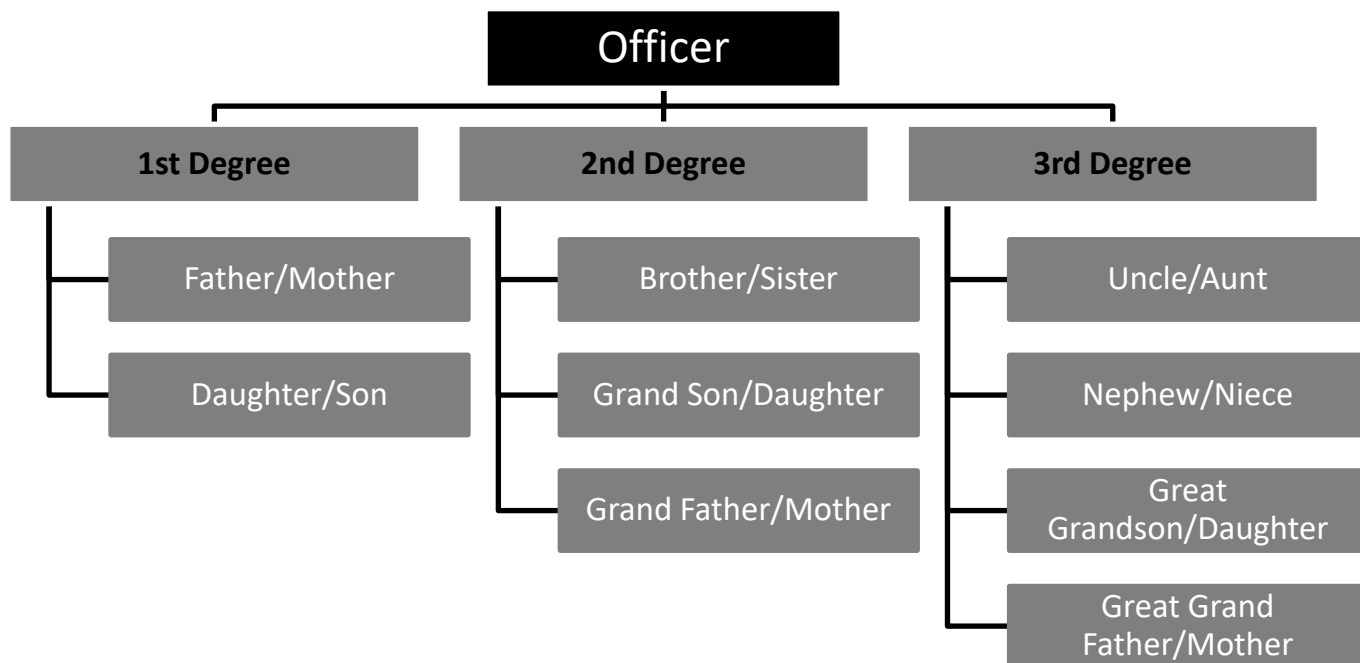 Officer
1st Degree
Father/Mother
Daughter/Son
2nd Degree
Brother/Sister
Grand Son/Daughter
Grand Father/Mother
3rd Degree
Uncle/Aunt
Nephew/Niece
Great
Grandson/Daughter
Great Grand
Father/Mother